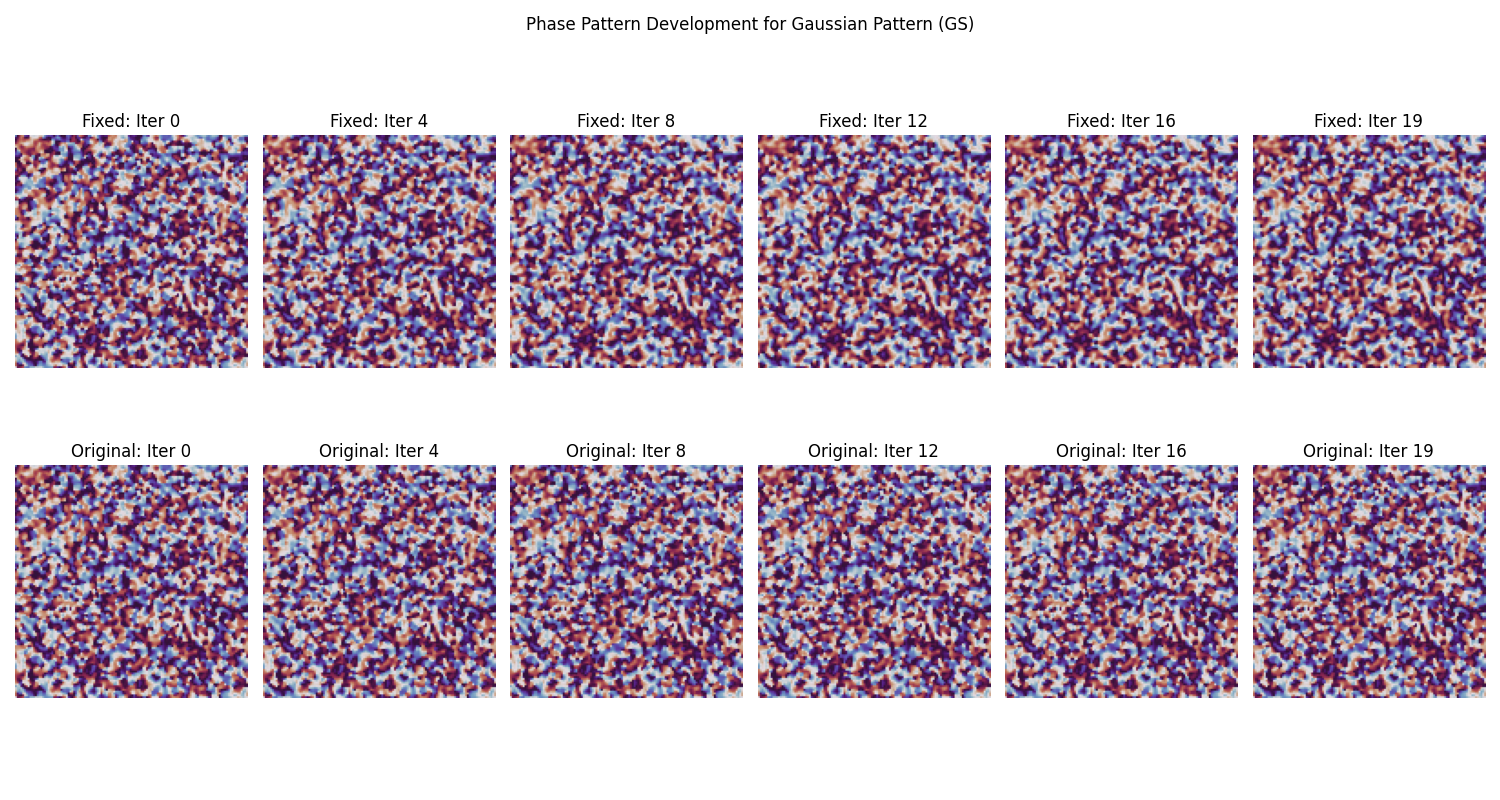 Phase Pattern Development for Gaussian Pattern (GS)
Fixed: Iter 0
Fixed: Iter 4
Fixed: Iter 8
Fixed: Iter 12
Fixed: Iter 16
Fixed: Iter 19
Original: Iter 0
Original: Iter 4
Original: Iter 8
Original: Iter 12
Original: Iter 16
Original: Iter 19